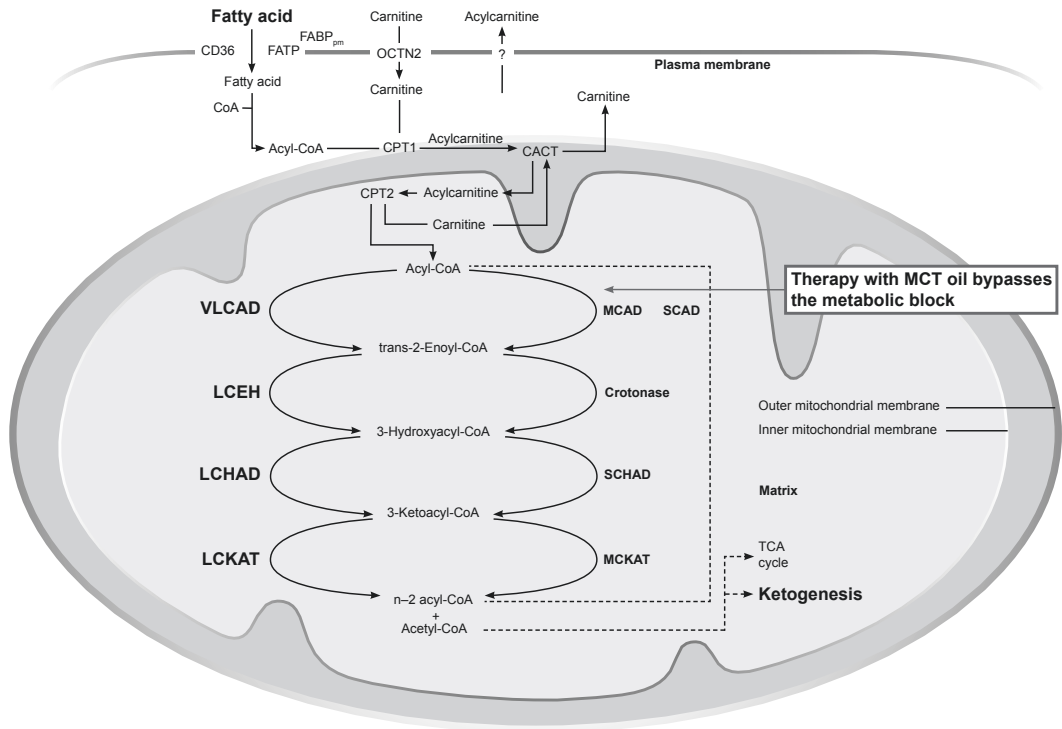 Fatty acid
Carnitine
Acylcarnitine
CD36
FATP
FABPpm
OCTN2
?
Plasma membrane
Fatty acid
Carnitine
CoA
Carnitine
Acyl-CoA
CPT1
Acylcarnitine
CACT
CPT2
Acylcarnitine
Carnitine
Acyl-CoA
Therapy with MCT oil bypasses
the metabolic block
VLCAD
MCAD
SCAD
trans-2-Enoyl-CoA
LCEH
Crotonase
Outer mitochondrial membrane
Inner mitochondrial membrane
3-Hydroxyacyl-CoA
LCHAD
SCHAD
Matrix
3-Ketoacyl-CoA
LCKAT
MCKAT
TCA
cycle
n–2 acyl-CoA
+
Acetyl-CoA
Ketogenesis